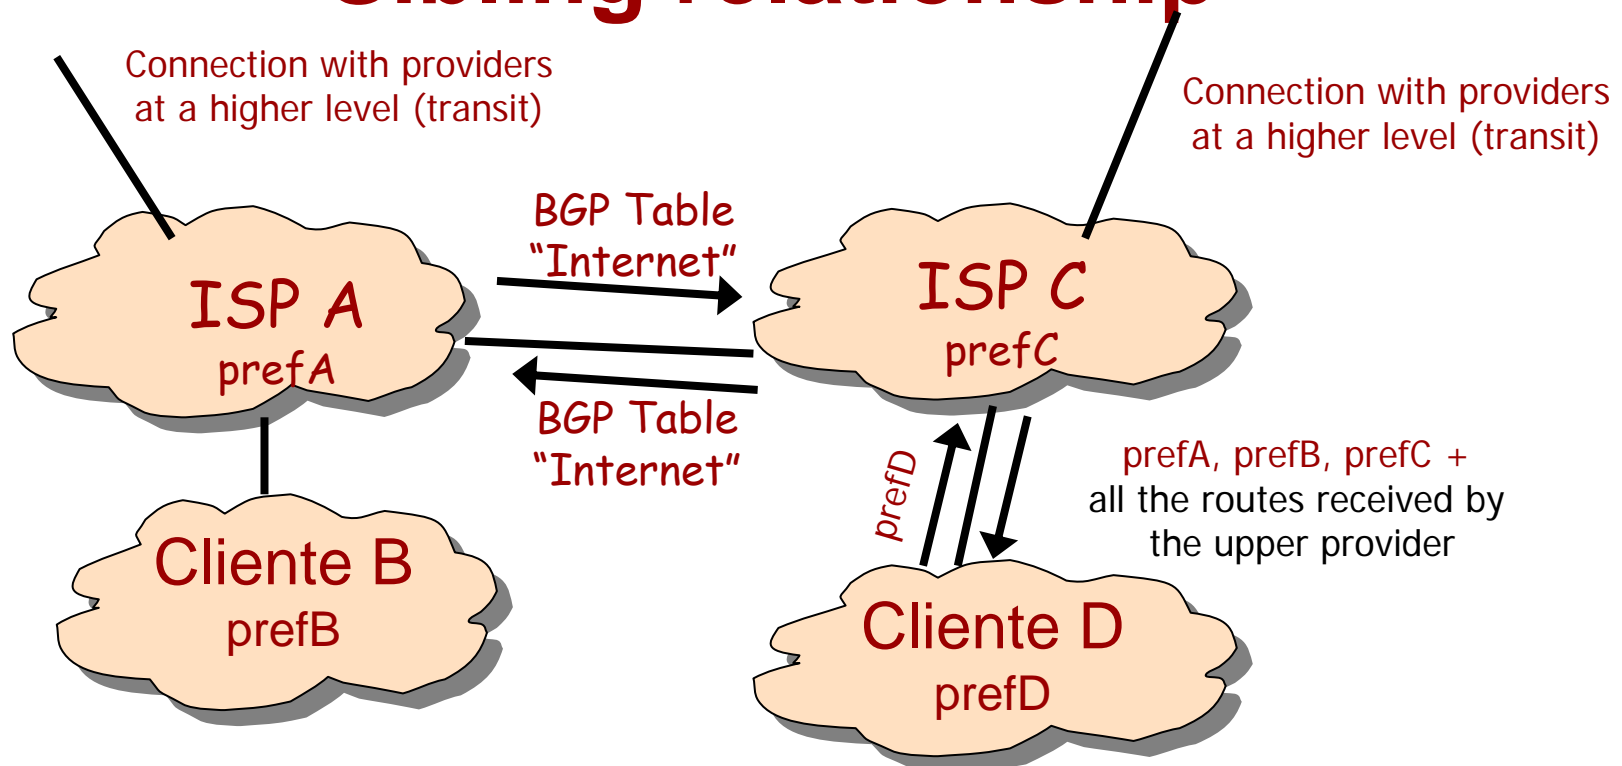 Sibling relationship
Connection with providers
at a higher level (transit)
Connection with providers
at a higher level (transit)
BGP Table
“Internet”
ISP A
prefA
ISP C
prefC
BGP Table
“Internet”
prefD
prefA, prefB, prefC +
all the routes received by
the upper provider
Cliente B
prefB
Cliente D
prefD